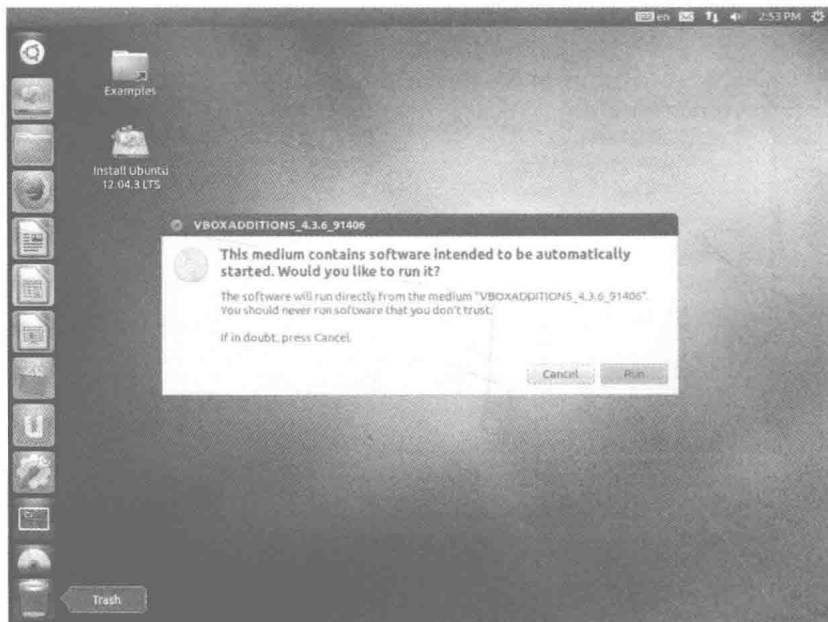 en 2:53 PM
Examples
Install Ubuntu
12.04.3 LTS
VBOXADDITIONS_4.3.6_91406
This medium contains software intended to be automatically
started. Would you like to run it?
The software will run directly from the medium "VBOXADDITIONS_4.3.6_91406".
You should never run software that you don't trust.
If in doubt, press Cancel.
Cancel Run
U
Trash